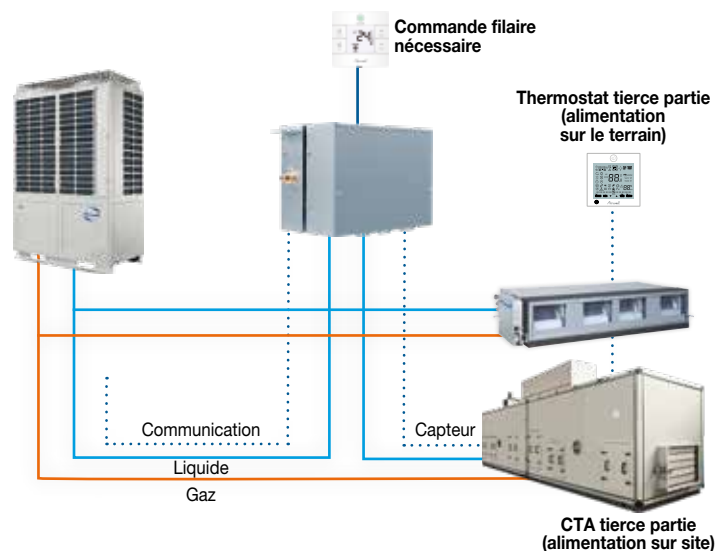 Commande filaire
nécessaire
Thermostat tierce partie
(alimentation
sur le terrain)
Communication
Capteur
Liquide
Gaz
CTA tierce partie
(alimentation sur site)